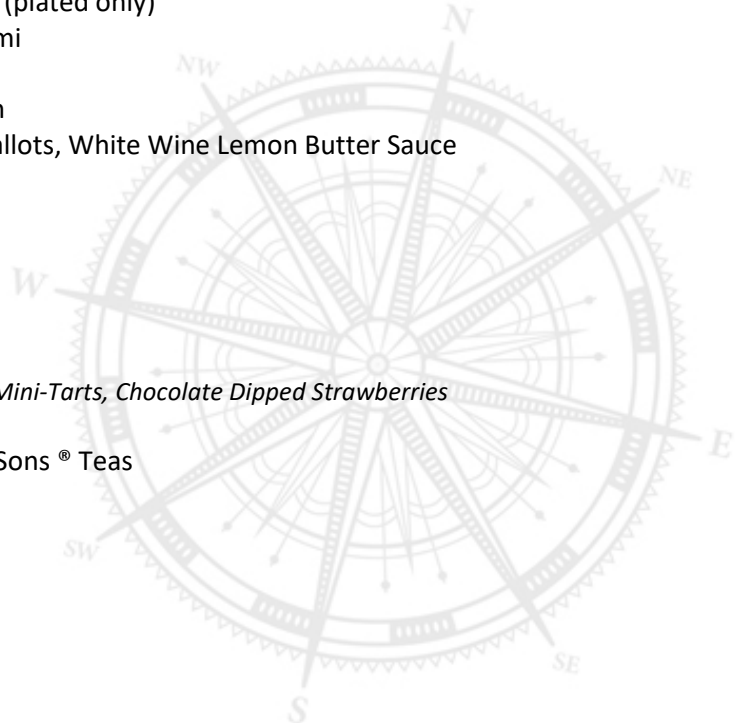 (plated only)
mi
n
allots, White Wine Lemon Butter Sauce
Mini-Tarts, Chocolate Dipped Strawberries
Sons ® Teas
N
NW
NE
W
E
SW
SE
S